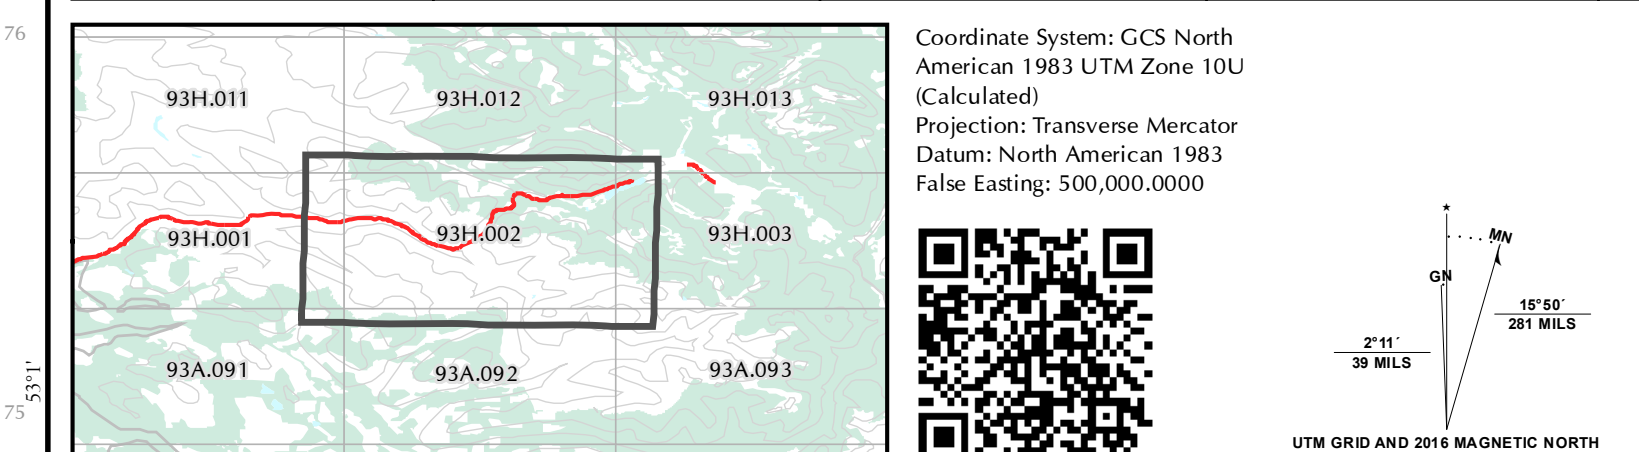 76
93H.011
93H.012
93H.013
93H.001
93H.002
93H.003
93A.091
93A.092
93A.093
53°1'
75
Coordinate System: GCS North
American 1983 UTM Zone 10U
(Calculated)
Projection: Transverse Mercator
Datum: North American 1983
False Easting: 500,000.0000
MN
GN
15°50´
281 MILS
2°11´
39 MILS
UTM GRID AND 2016 MAGNETIC NORTH